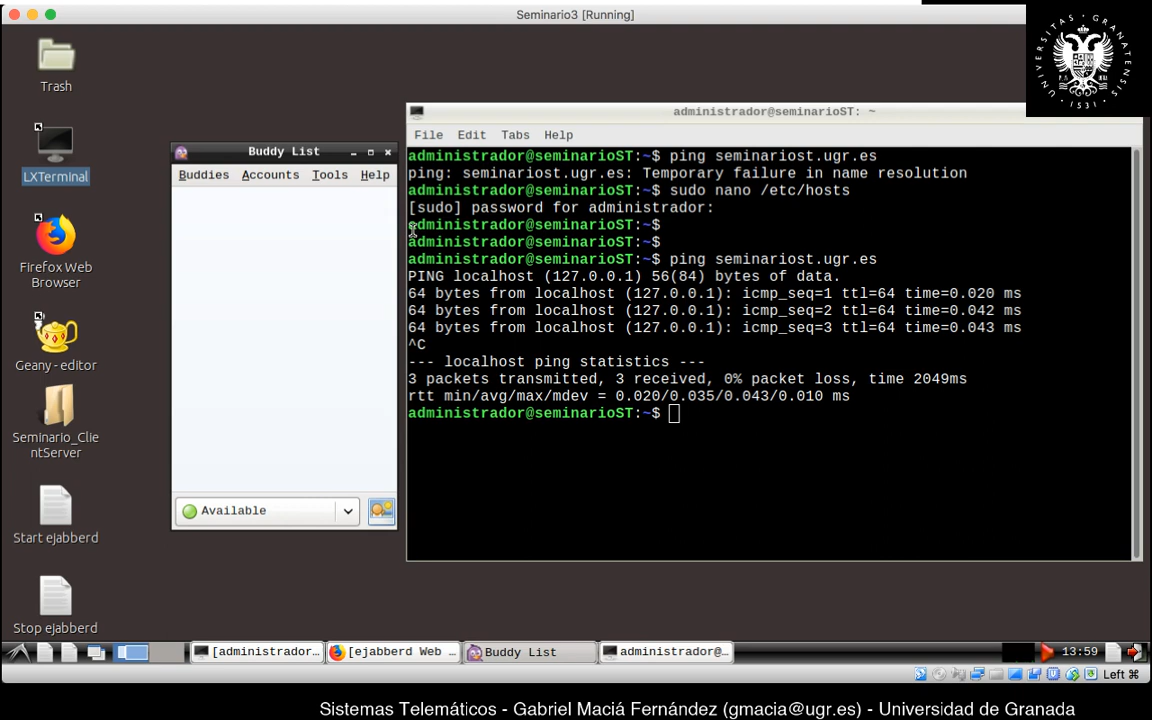 Seminario3 [Running]
UNIVERSITAS GRANATENSIS
1531
Trash
LXTerminal
Firefox Web
Browser
Geany - editor
Seminario_Clie
ntServer
Start ejabberd
Stop ejabberd
Buddy List
Buddies Accounts Tools Help
Available
administrador@seminarioST: ~
File Edit Tabs Help
administrador@seminarioST:~$ ping seminariost.ugr.es
ping: seminariost.ugr.es: Temporary failure in name resolution
administrador@seminarioST:~$ sudo nano /etc/hosts
[sudo] password for administrador:
administrador@seminarioST:~$
administrador@seminarioST:~$
administrador@seminarioST:~$ ping seminariost.ugr.es
PING localhost (127.0.0.1) 56(84) bytes of data.
64 bytes from localhost (127.0.0.1): icmp_seq=1 ttl=64 time=0.020 ms
64 bytes from localhost (127.0.0.1): icmp_seq=2 ttl=64 time=0.042 ms
64 bytes from localhost (127.0.0.1): icmp_seq=3 ttl=64 time=0.043 ms
^C
--- localhost ping statistics ---
3 packets transmitted, 3 received, 0% packet loss, time 2049ms
rtt min/avg/max/mdev = 0.020/0.035/0.043/0.010 ms
administrador@seminarioST:~$
[administrador... [ejabberd Web ... Buddy List administrador@... 13:59
Left ⌘
Sistemas Telemáticos - Gabriel Maciá Fernández (gmacia@ugr.es) - Universidad de Granada